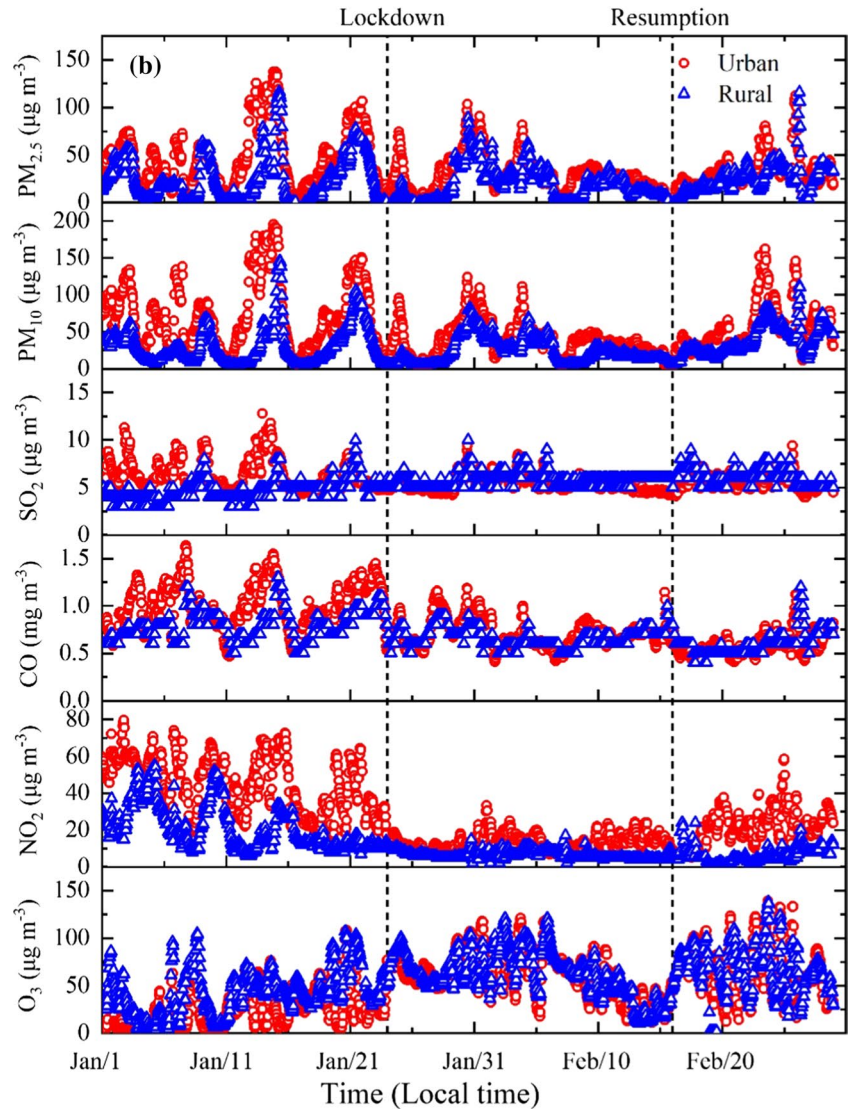 Lockdown Resumption
(b)
Urban
Rural
PM2.5 (μg m-3)
150
100
50
0
PM10 (μg m-3)
200
150
100
50
0
SO2 (μg m-3)
15
10
5
0
CO (mg m-3)
1.5
1.0
0.5
0.0
NO2 (μg m-3)
80
60
40
20
0
O3 (μg m-3)
150
100
50
0
Jan/1 Jan/11 Jan/21 Jan/31 Feb/10 Feb/20
Time (Local time)